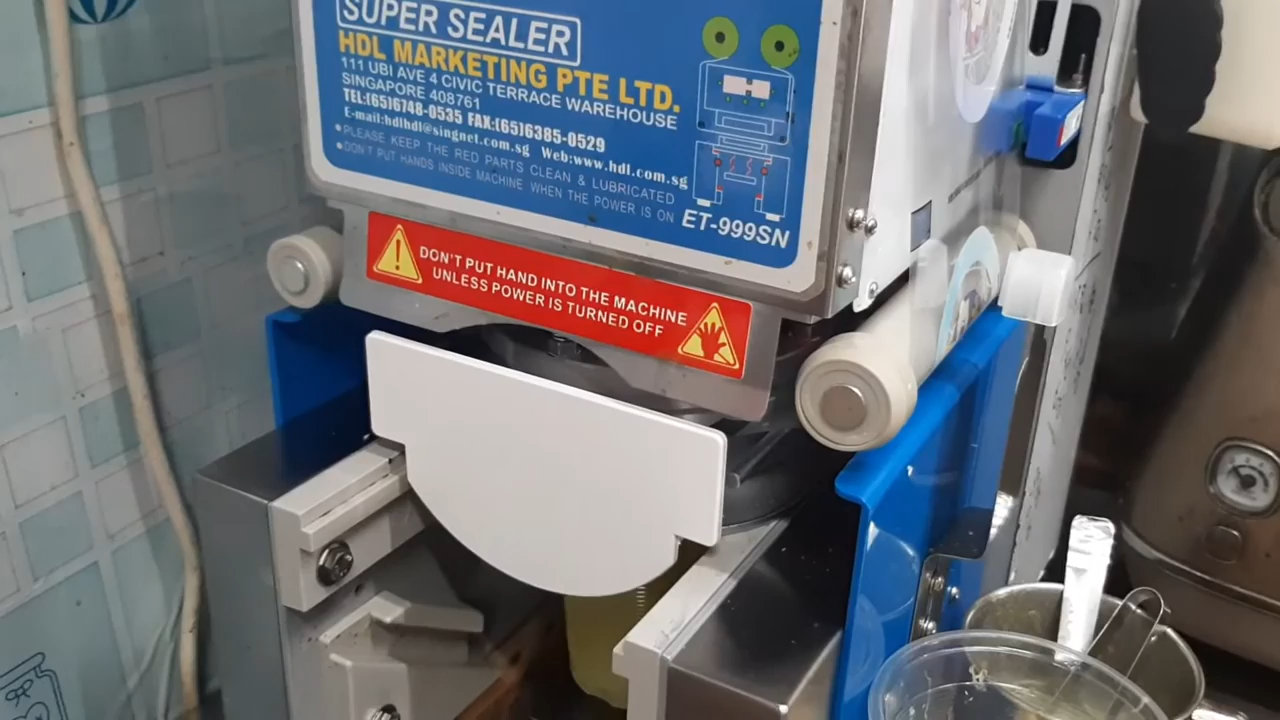 SUPER SEALER
HDL MARKETING PTE LTD.
111 UBI AVE 4 CIVIC TERRACE WAREHOUSE
SINGAPORE 408761
TEL:(65)6748-0535 FAX:(65)6385-0529
E-mail:hdlhdl@singnet.com.sg Web:www.hdl.com.sg
PLEASE KEEP THE RED PARTS CLEAN & LUBRICATED
DON'T PUT HANDS INSIDE MACHINE WHEN THE POWER IS ON
ET-999SN
DON'T PUT HAND INTO THE MACHINE
UNLESS POWER IS TURNED OFF